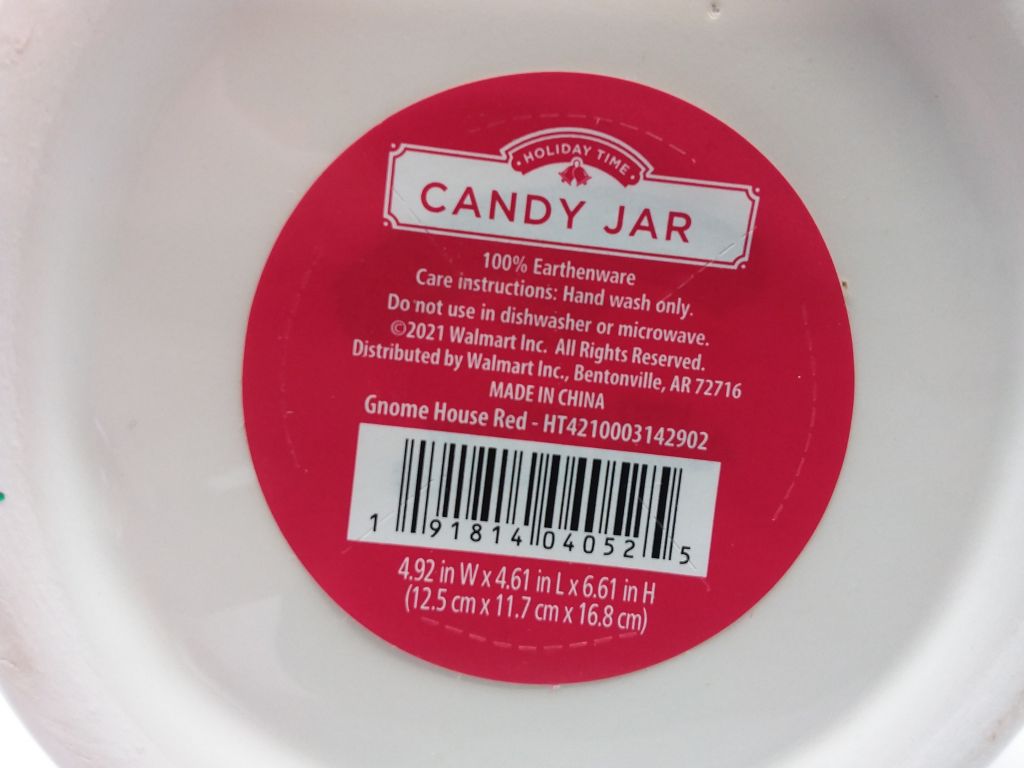 HOLIDAY TIME
CANDY JAR
100% Earthenware
Care instructions: Hand wash only.
Do not use in dishwasher or microwave.
©2021 Walmart Inc. All Rights Reserved.
Distributed by Walmart Inc., Bentonville, AR 72716
MADE IN CHINA
Gnome House Red - HT4210003142902
1 91814 04052 5
4.92 in W x 4.61 in L x 6.61 in H
(12.5 cm x 11.7 cm x 16.8 cm)